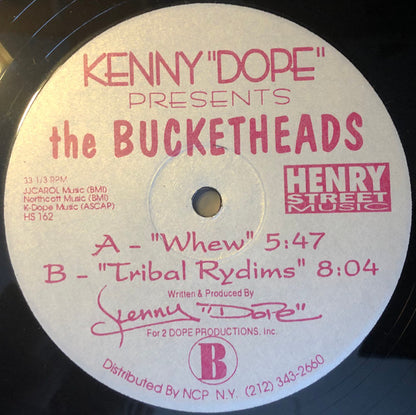 KENNY "DOPE"
PRESENTS
the BUCKETHEADS
33 1/3 RPM
JJCAROL Music (BMI)
Northcott Music (BMI)
K-Dope Music (ASCAP)
HS 162
HENRY
STREET
MUSIC
A - "Whew" 5:47
B - "Tribal Rydims" 8:04
Written & Produced By
Kenny "Dope"
For 2 DOPE PRODUCTIONS, Inc.
B
Distributed By NCP N.Y. (212) 343-2660